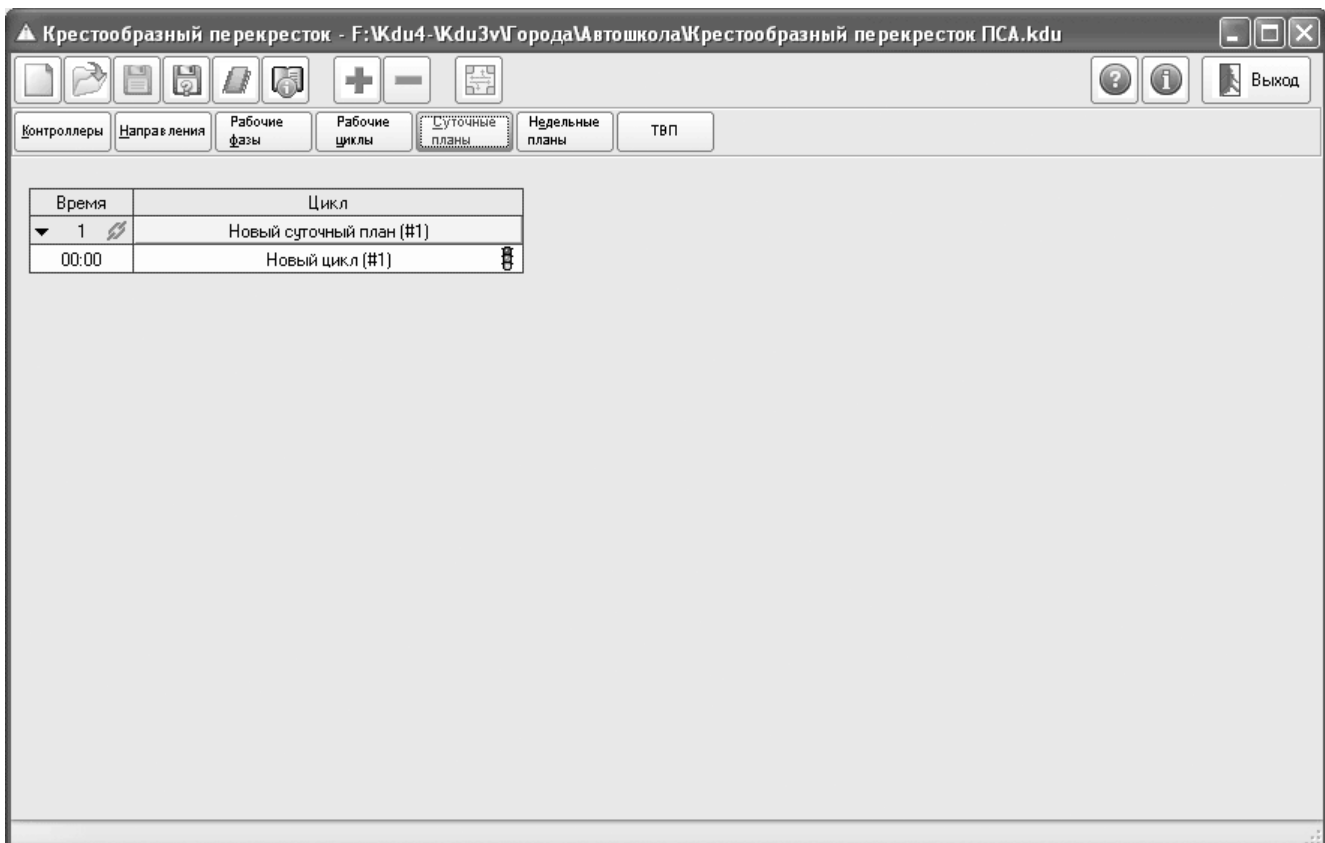 Крестообразный перекресток - F:\Kdu4-\Kdu3v\Города\Автошкола\Крестообразный перекресток ПСА.kdu
Выход
Контроллеры Направления Рабочие фазы Рабочие циклы Суточные планы Недельные планы ТВП
Время Цикл
1 Новый суточный план (#1)
00:00 Новый цикл (#1)